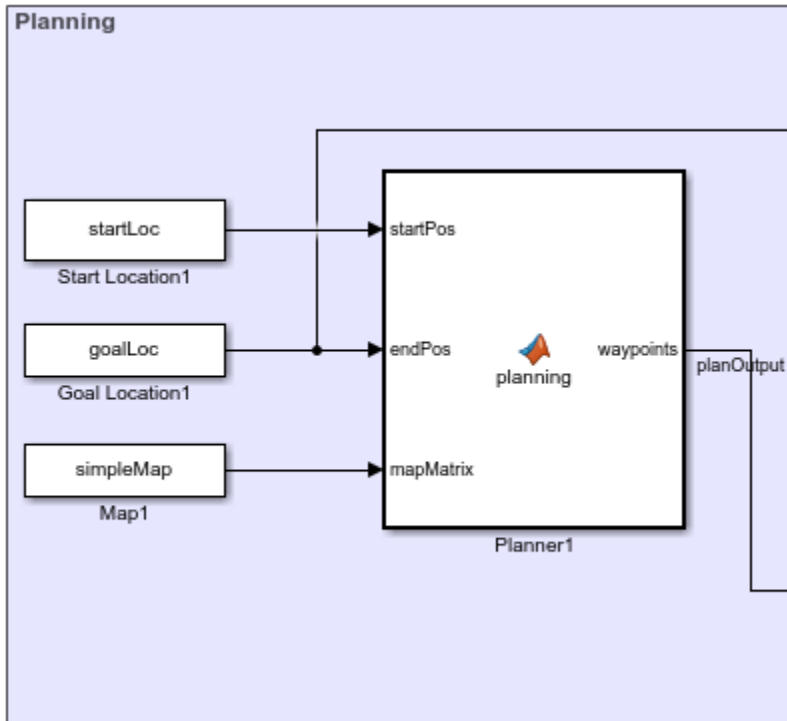 Planning
startLoc
Start Location1
goalLoc
Goal Location1
simpleMap
Map1
startPos
endPos
mapMatrix
planning
waypoints
Planner1
planOutput